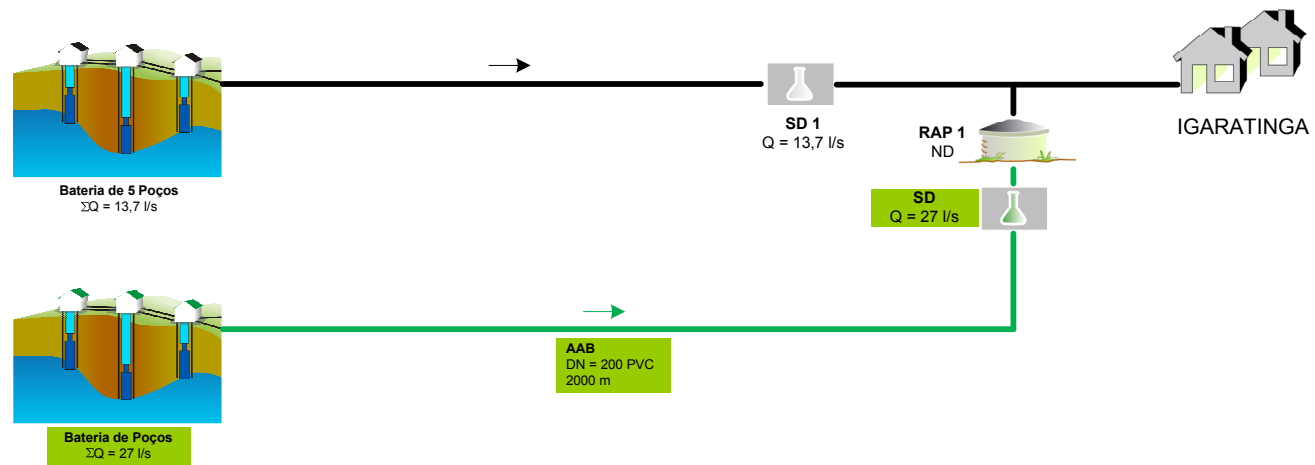 Bateria de 5 Poços
ΣQ = 13,7 l/s
SD 1
Q = 13,7 l/s
RAP 1
ND
IGARATINGA
SD
Q = 27 l/s
AAB
DN = 200 PVC
2000 m
Bateria de Poços
ΣQ = 27 l/s